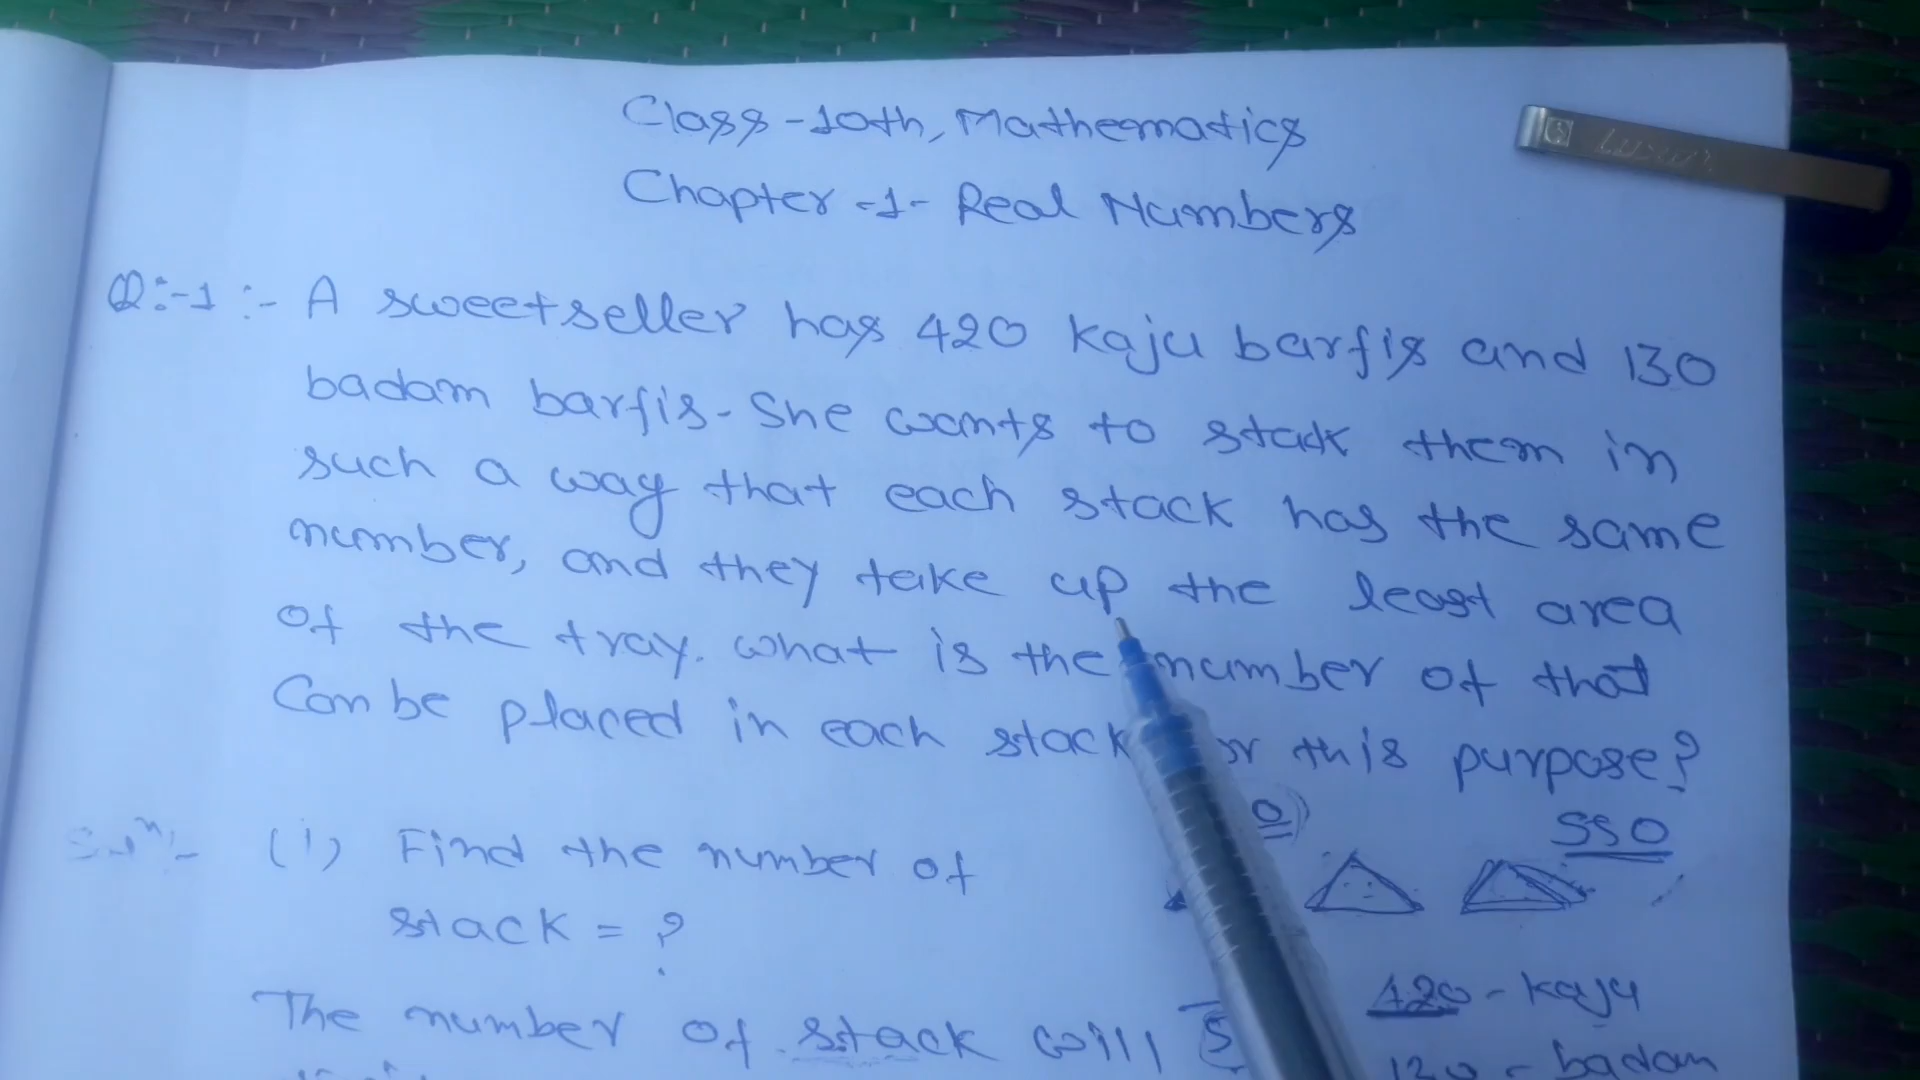 Class-10th, Mathematics
Chapter-1- Real Numbers
Q:-1:- A sweetseller has 420 kaju barfis and 130
badam barfis. She wants to stack them in
such a way that each stack has the same
number, and they take up the least area
of the tray. what is the number of that
Can be placed in each stack for this purpose?
550
(i) Find the number of
stack = ?
420 - kaju
The number of stack will
130 - badam